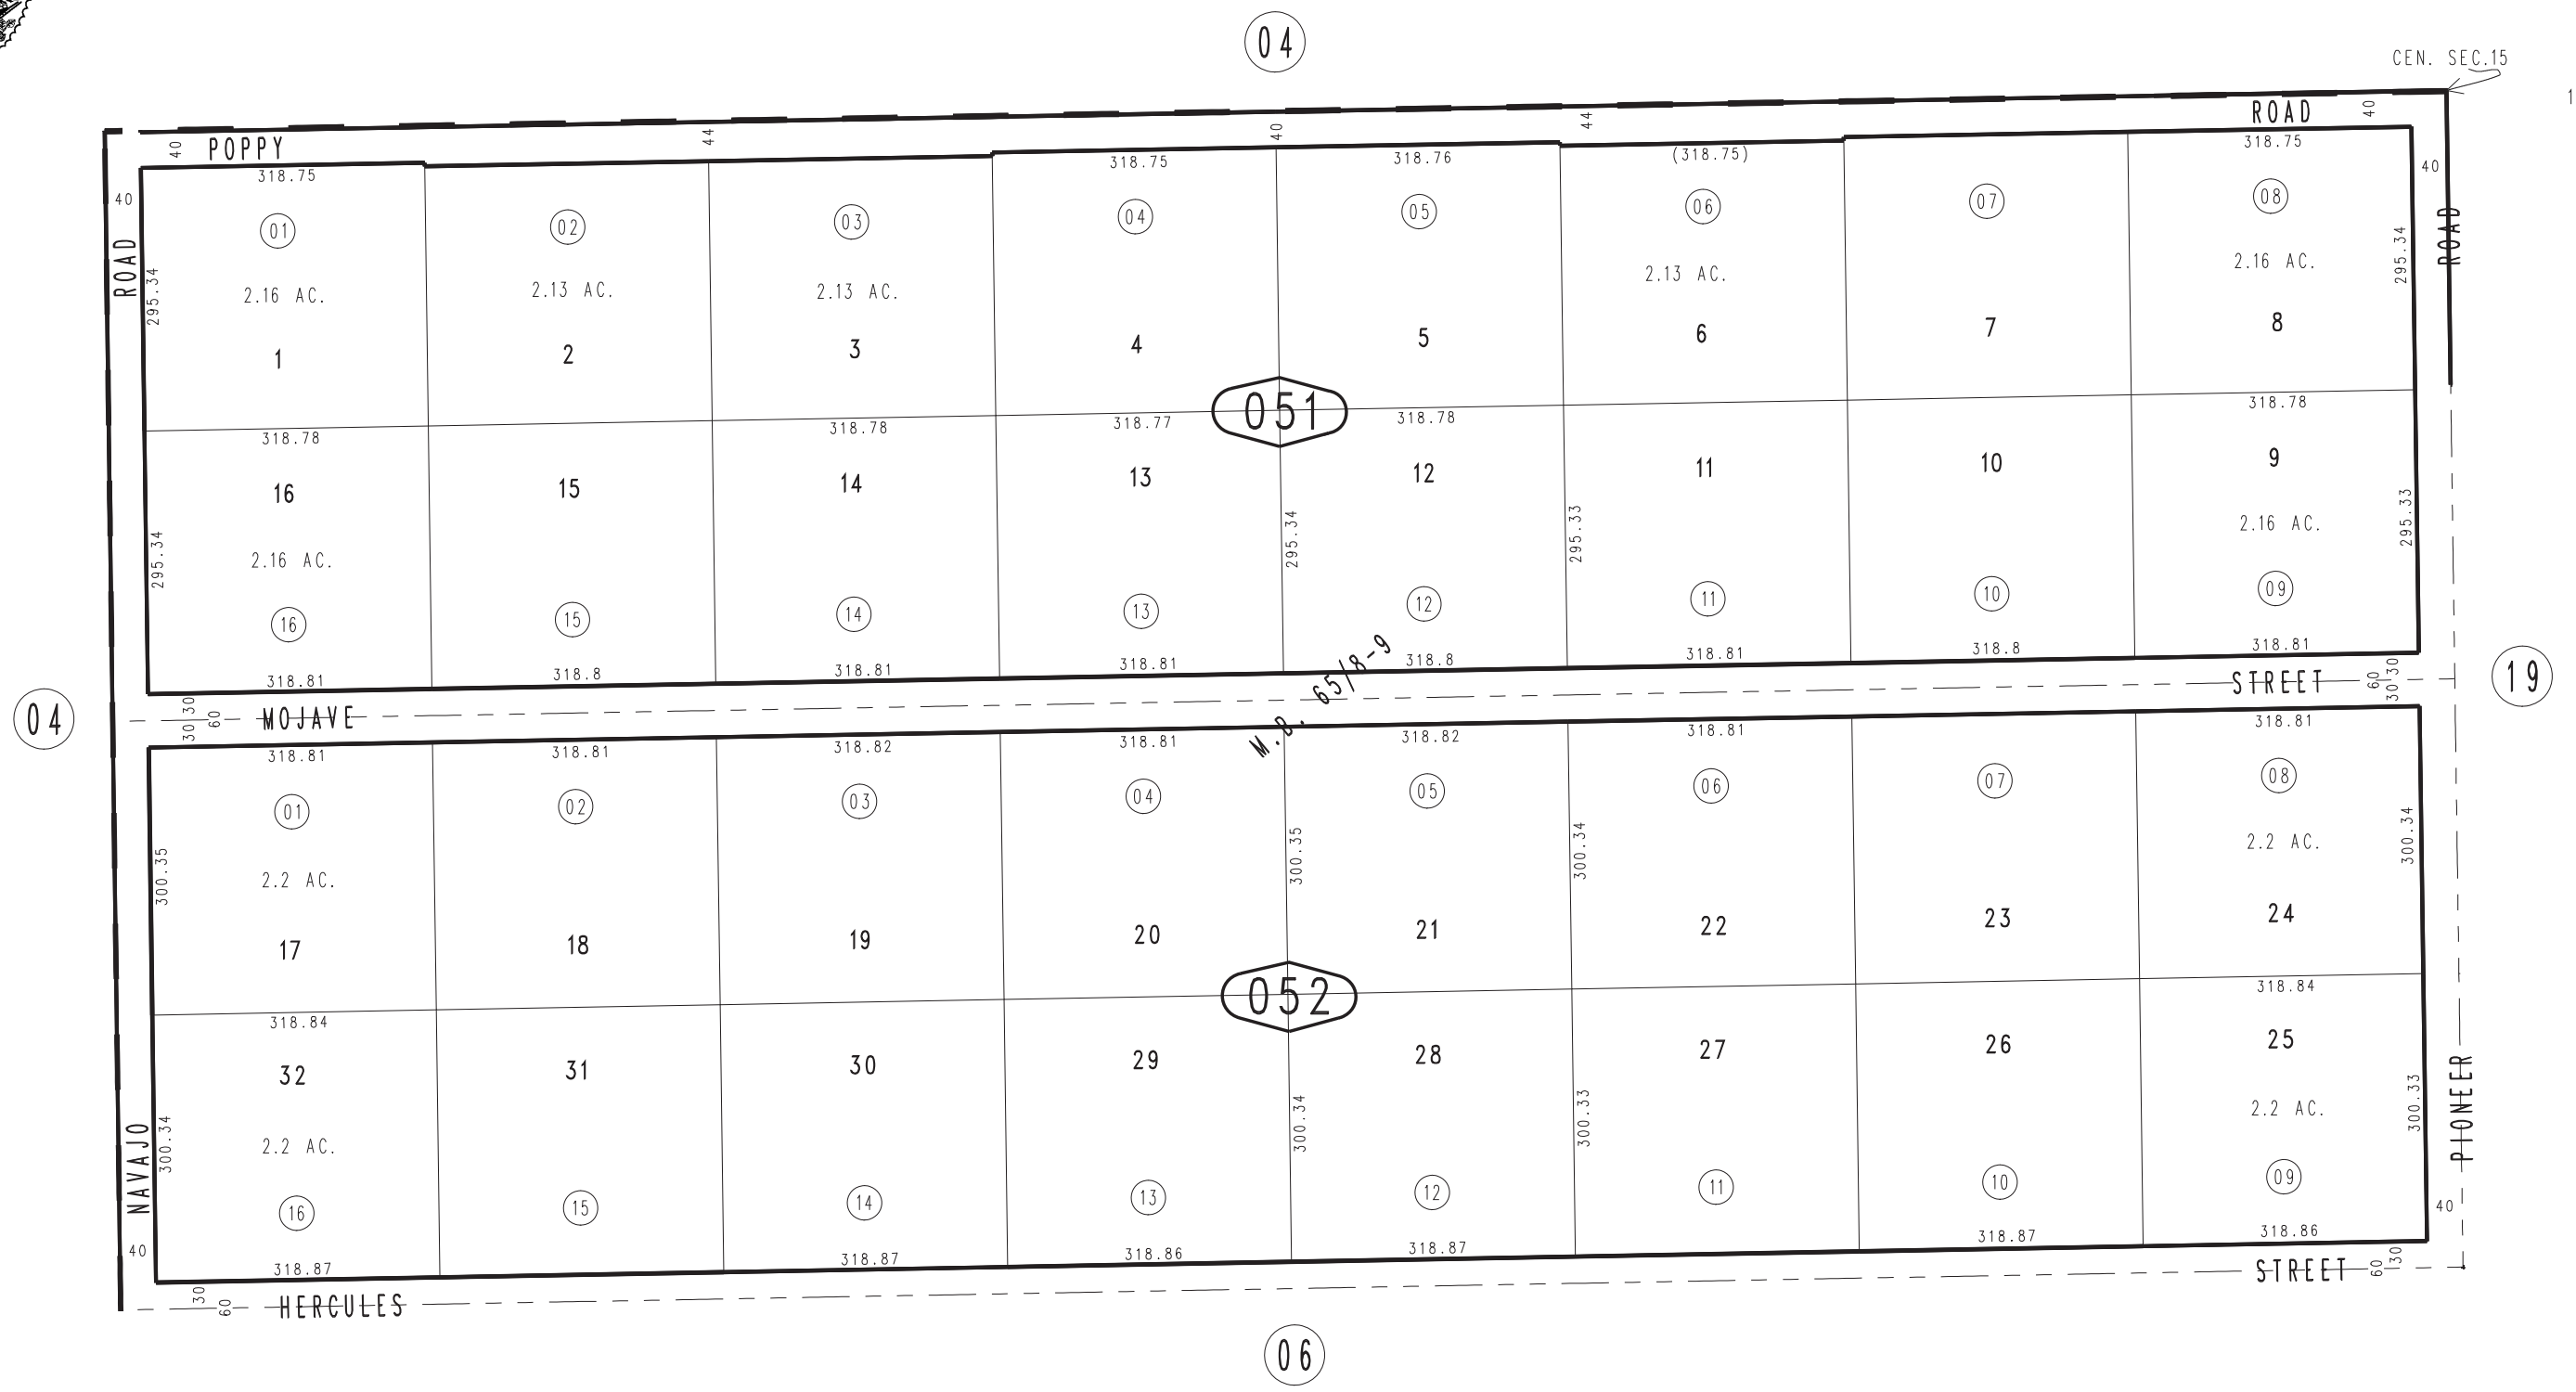 04
CEN. SEC.15
1
POPPY ROAD
40 44 40 44 40
318.75 318.75 318.76 (318.75) 318.75
40 40
ROAD ROAD
01 02 03 04 05 06 07 08
295.34 295.34
2.16 AC. 2.13 AC. 2.13 AC. 2.13 AC. 2.16 AC.
1 2 3 4 5 6 7 8
051
318.78 318.78 318.77 318.78 318.78
16 15 14 13 12 11 10 9
295.34 295.34 295.33 295.33
2.16 AC. 2.16 AC.
16 15 14 13 12 11 10 09
318.81 318.8 318.81 318.81 318.8 318.81 318.8 318.81
04
30 30 60 MOJAVE STREET 60 30 30
19
M.B. 65/8-9
318.81 318.81 318.82 318.81 318.82 318.81 318.81
01 02 03 04 05 06 07 08
300.35 300.35 300.34 300.34
2.2 AC. 2.2 AC.
17 18 19 20 21 22 23 24
052
318.84 318.84
32 31 30 29 28 27 26 25
300.34 300.34 300.33 300.33
2.2 AC. 2.2 AC.
NAVAJO PIONEER
16 15 14 13 12 11 10 09
40 40
318.87 318.87 318.86 318.87 318.87 318.86
30 60 HERCULES STREET 60 30
06